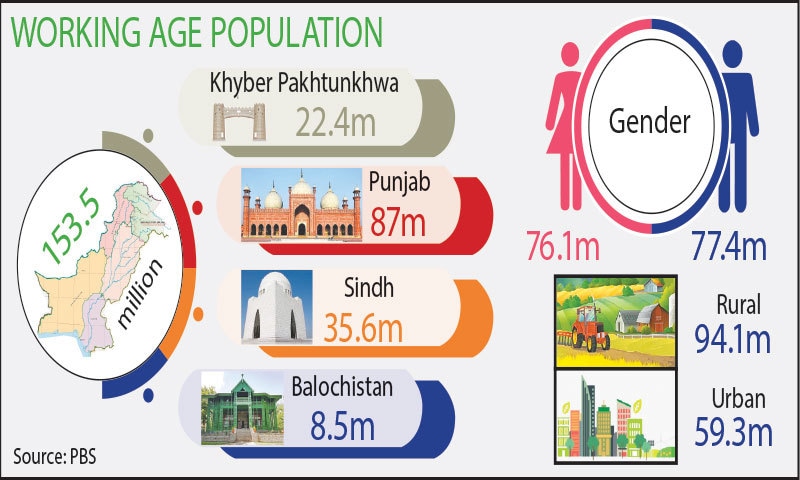 WORKING AGE POPULATION
153.5
million
Khyber Pakhtunkhwa
22.4m
Punjab
87m
Sindh
35.6m
Balochistan
8.5m
Gender
76.1m
77.4m
Rural
94.1m
Urban
59.3m
Source: PBS